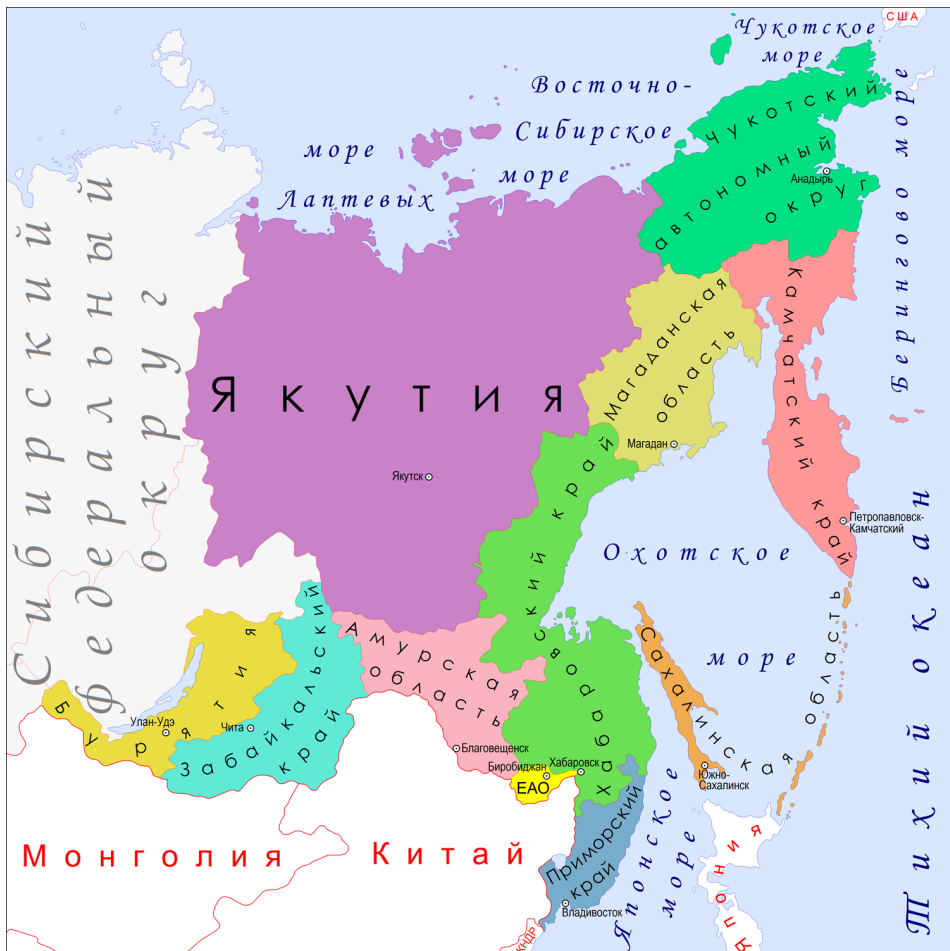 США
Чукотское
море
Восточно-
Сибирское
море
море
Лаптевых
Чукотский
автономный
округ
Анадырь
Берингово море
Сибирский
федеральный
округ
Якутия
Якутск
Магаданская
область
Магадан
Камчатский край
Петропавловск-
Камчатский
Охотское
море
Тихий океан
Хабаровский край
Хабаровск
Амурская
область
Благовещенск
Биробиджан
ЕАО
Бурятия
Улан-Удэ
Забайкальский
край
Чита
Сахалинская область
Южно-
Сахалинск
Приморский
край
Владивосток
Японское
море
Монголия
Китай
КНДР
Япония